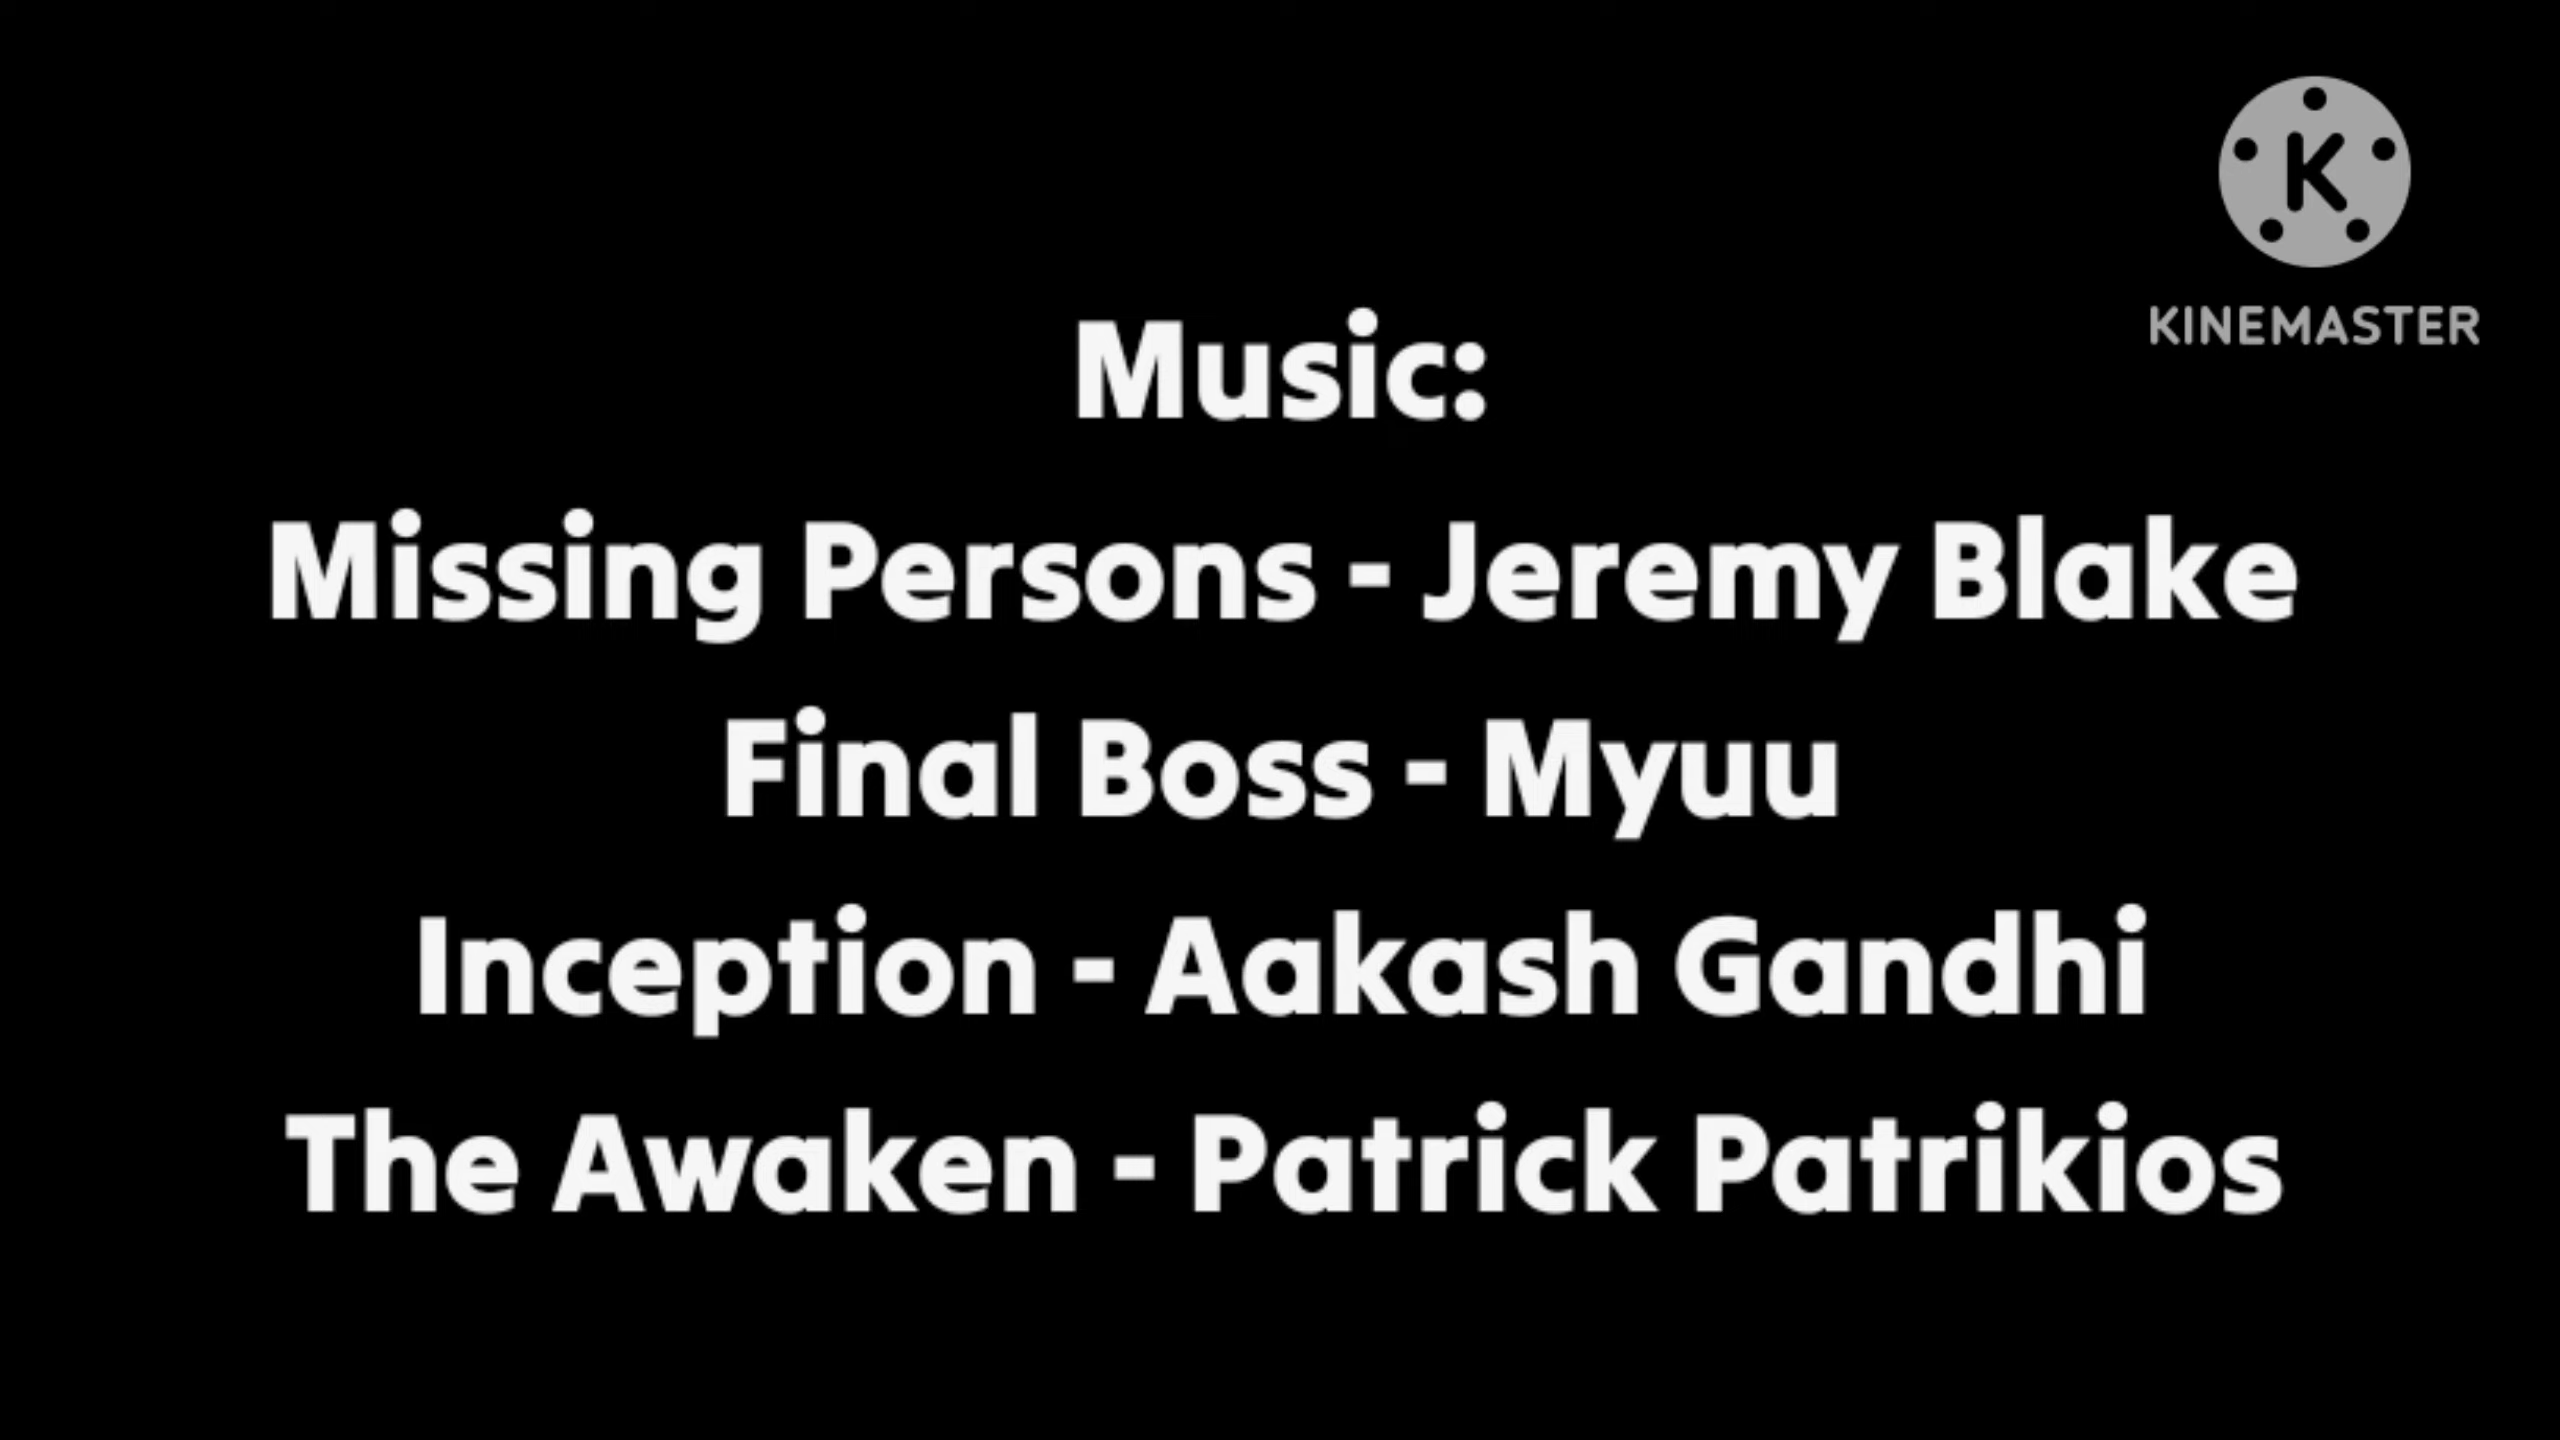 K
KINEMASTER
Music:
Missing Persons - Jeremy Blake
Final Boss - Myuu
Inception - Aakash Gandhi
The Awaken - Patrick Patrikios